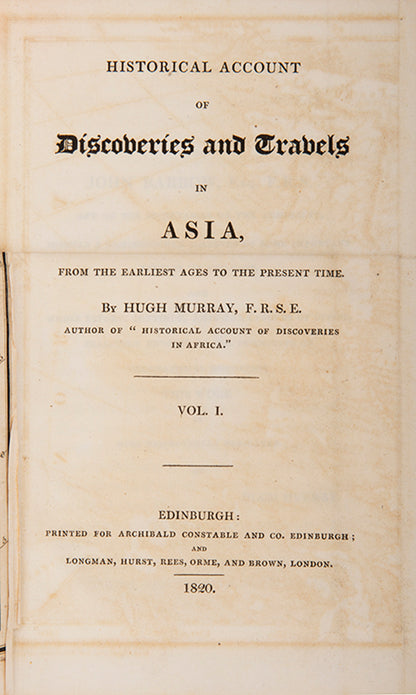 HISTORICAL ACCOUNT
OF
Discoveries and Travels
IN
ASIA,
FROM THE EARLIEST AGES TO THE PRESENT TIME.
By HUGH MURRAY, F. R. S. E.
AUTHOR OF “ HISTORICAL ACCOUNT OF DISCOVERIES
IN AFRICA.”
VOL. I.
EDINBURGH:
PRINTED FOR ARCHIBALD CONSTABLE AND CO. EDINBURGH;
AND
LONGMAN, HURST, REES, ORME, AND BROWN, LONDON.
1820.